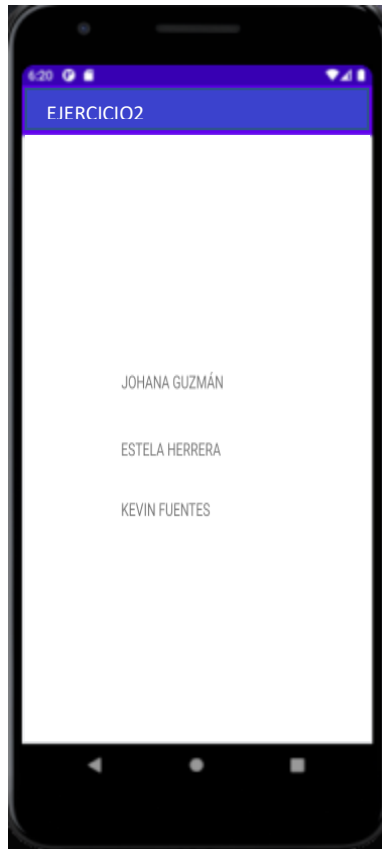 6:20
EJERCICIO2
JOHANA GUZMÁN
ESTELA HERRERA
KEVIN FUENTES